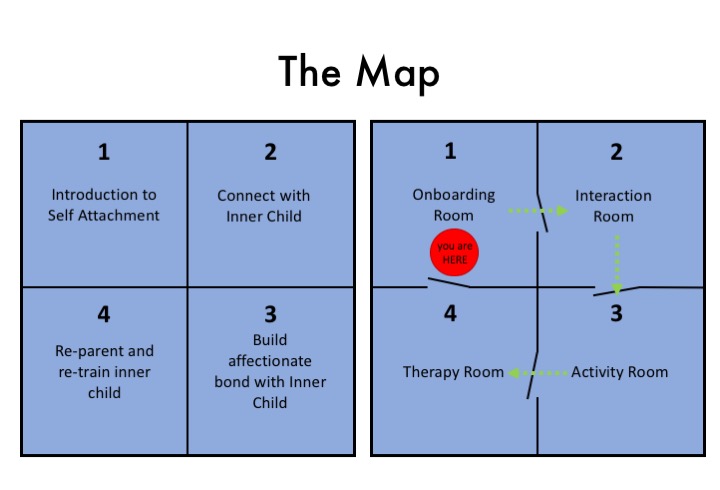 The Map
1
Introduction to
Self Attachment
2
Connect with
Inner Child
4
Re-parent and
re-train inner
child
3
Build
affectionate
bond with Inner
Child
1
Onboarding
Room
you are
HERE
2
Interaction
Room
4
Therapy Room
3
Activity Room